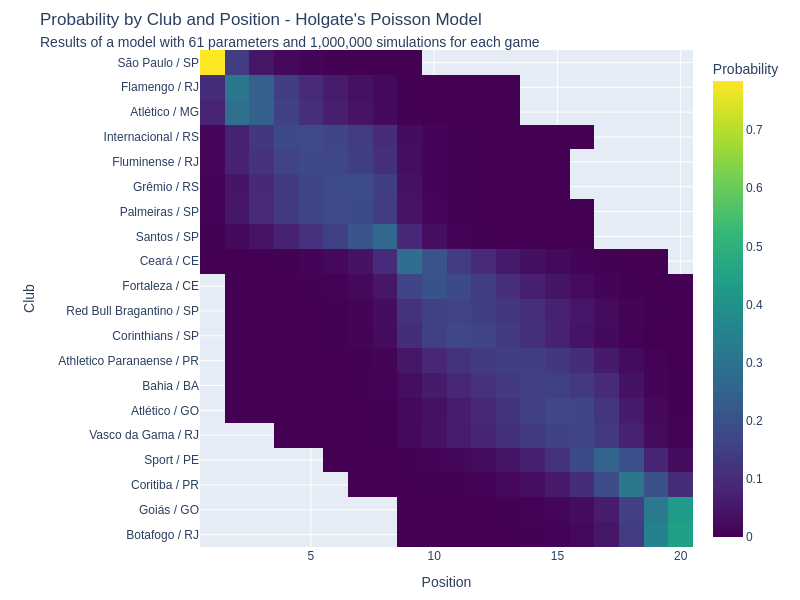 Probability by Club and Position - Holgate's Poisson Model
Results of a model with 61 parameters and 1,000,000 simulations for each game
São Paulo / SP
Flamengo / RJ
Atlético / MG
Internacional / RS
Fluminense / RJ
Grêmio / RS
Palmeiras / SP
Santos / SP
Ceará / CE
Fortaleza / CE
Red Bull Bragantino / SP
Corinthians / SP
Athletico Paranaense / PR
Bahia / BA
Atlético / GO
Vasco da Gama / RJ
Sport / PE
Coritiba / PR
Goiás / GO
Botafogo / RJ
Club
5
10
15
20
Position
Probability
0.7
0.6
0.5
0.4
0.3
0.2
0.1
0